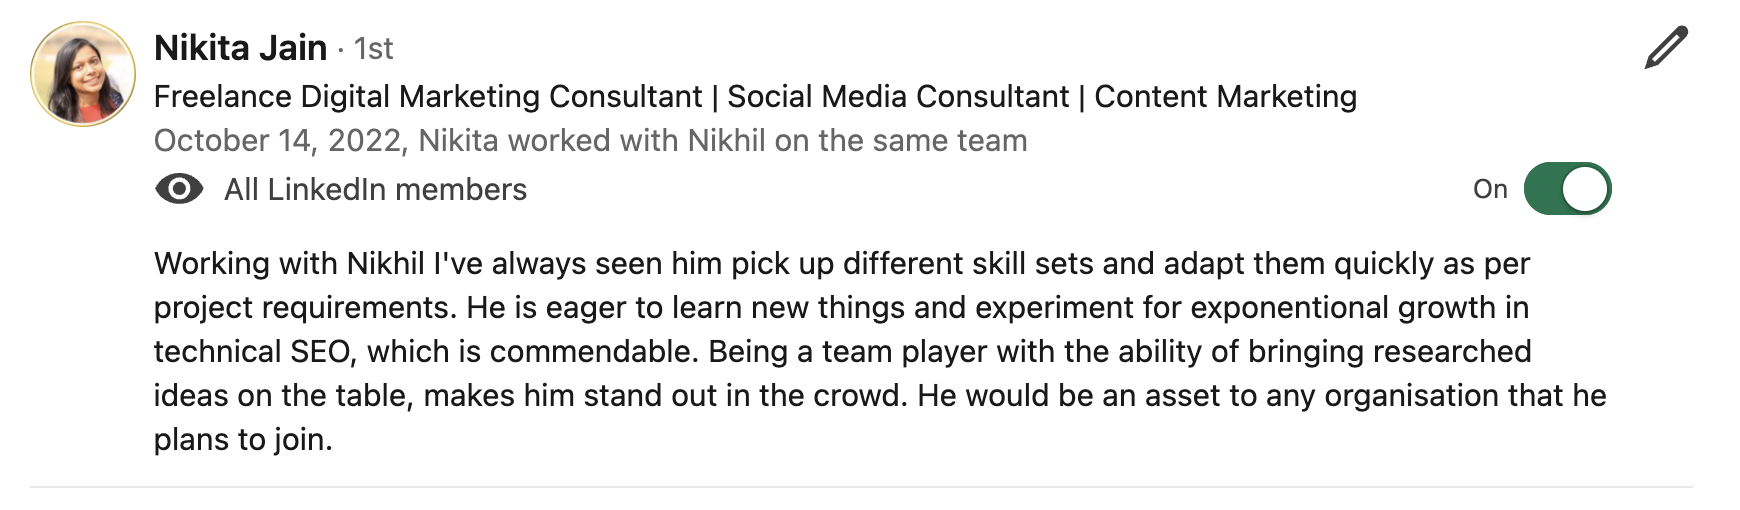 Nikita Jain · 1st
Freelance Digital Marketing Consultant | Social Media Consultant | Content Marketing
October 14, 2022, Nikita worked with Nikhil on the same team
All LinkedIn members
On
Working with Nikhil I've always seen him pick up different skill sets and adapt them quickly as per
project requirements. He is eager to learn new things and experiment for exponentional growth in
technical SEO, which is commendable. Being a team player with the ability of bringing researched
ideas on the table, makes him stand out in the crowd. He would be an asset to any organisation that he
plans to join.